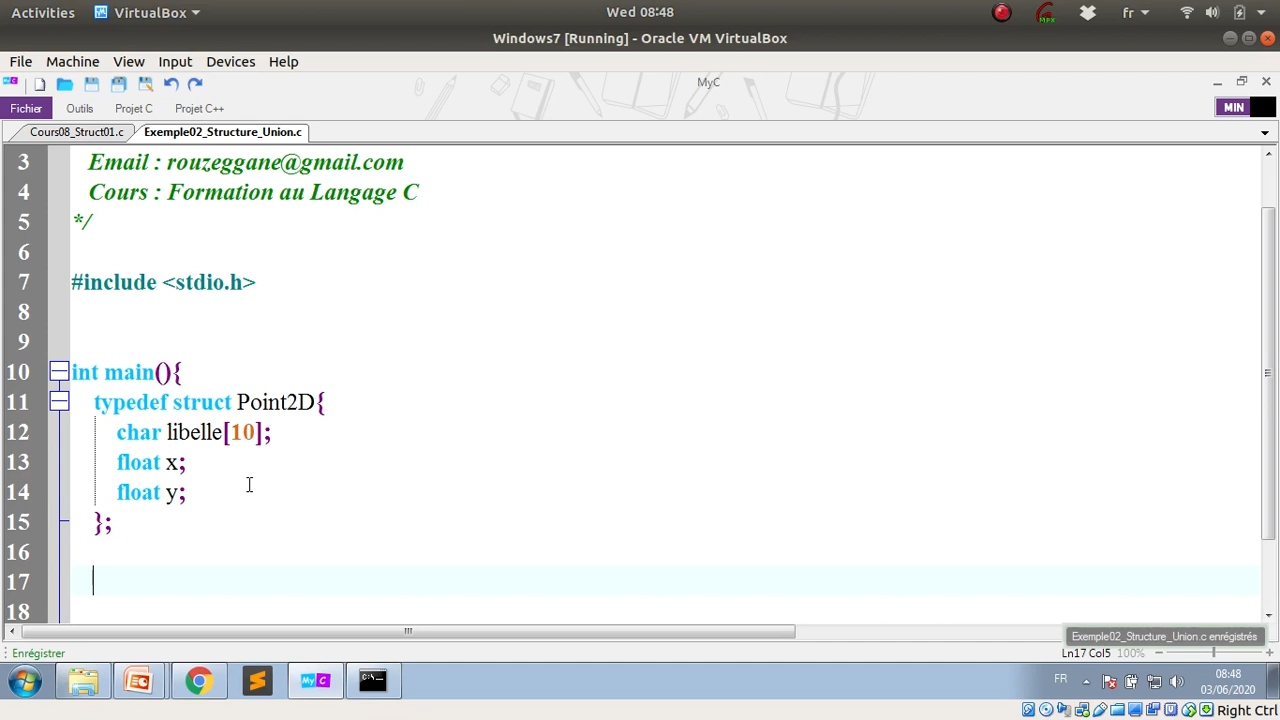 Activities VirtualBox Wed 08:48 fr
Windows7 [Running] - Oracle VM VirtualBox
File Machine View Input Devices Help
MyC
Fichier Outils Projet C Projet C++ MIN
Cours08_Struct01.c Exemple02_Structure_Union.c
3 Email : rouzeggane@gmail.com
4 Cours : Formation au Langage C
5 */
6
7 #include <stdio.h>
8
9
10 int main(){
11 typedef struct Point2D{
12 char libelle[10];
13 float x;
14 float y;
15 };
16
17
18
Exemple02_Structure_Union.c enrégistrés
Enrégistrer Ln17 Col5 100%
MyC FR 08:48
03/06/2020
Right Ctrl